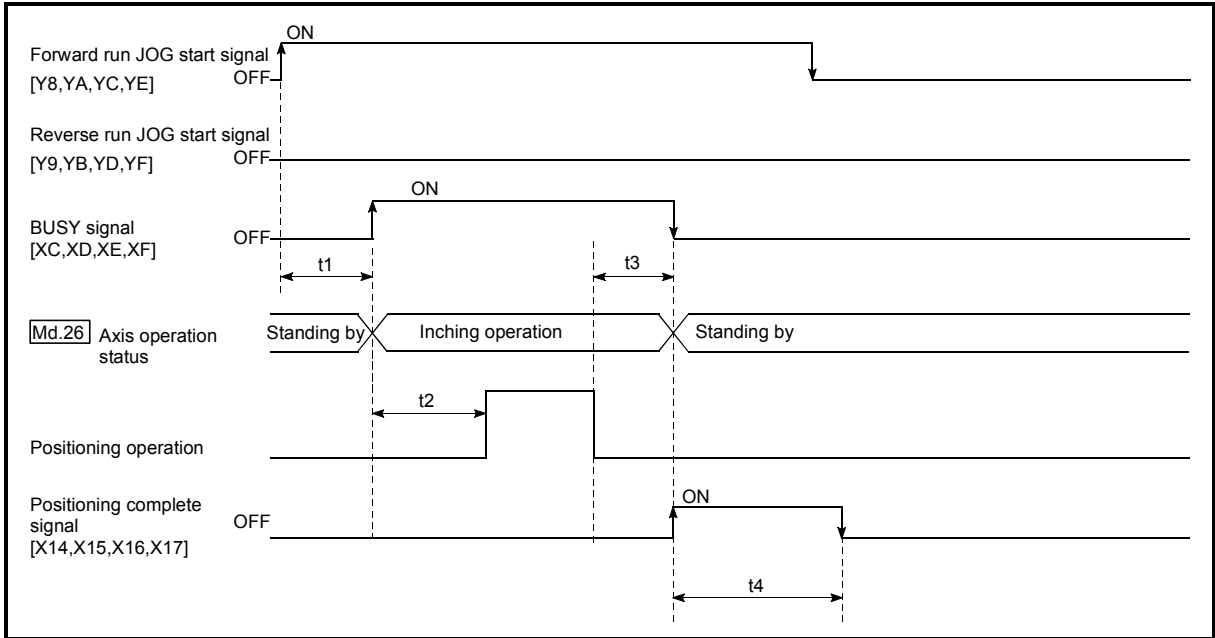 ON
Forward run JOG start signal
[Y8,YA,YC,YE] OFF
Reverse run JOG start signal
[Y9,YB,YD,YF] OFF
ON
BUSY signal
[XC,XD,XE,XF] OFF
t1 t3
Md.26 Axis operation status
Standing by Inching operation Standing by
t2
Positioning operation
Positioning complete
signal
[X14,X15,X16,X17]
OFF
ON
t4